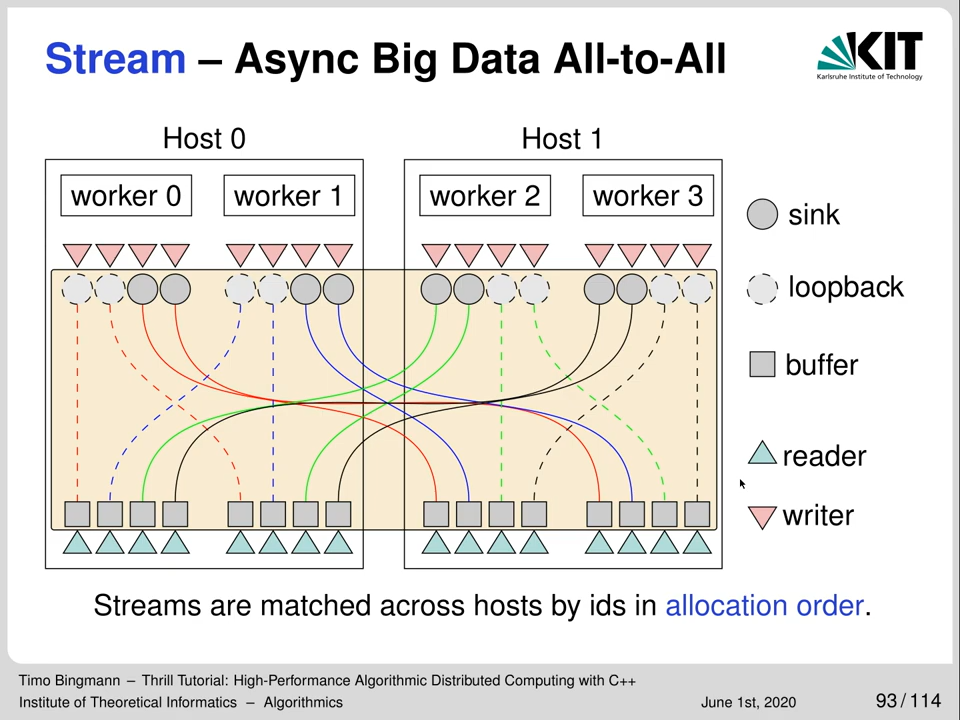 Stream – Async Big Data All-to-All
KIT
Karlsruhe Institute of Technology
Host 0
Host 1
worker 0
worker 1
worker 2
worker 3
sink
loopback
buffer
reader
writer
Streams are matched across hosts by ids in allocation order.
Timo Bingmann – Thrill Tutorial: High-Performance Algorithmic Distributed Computing with C++
Institute of Theoretical Informatics – Algorithmics
June 1st, 2020
93 / 114